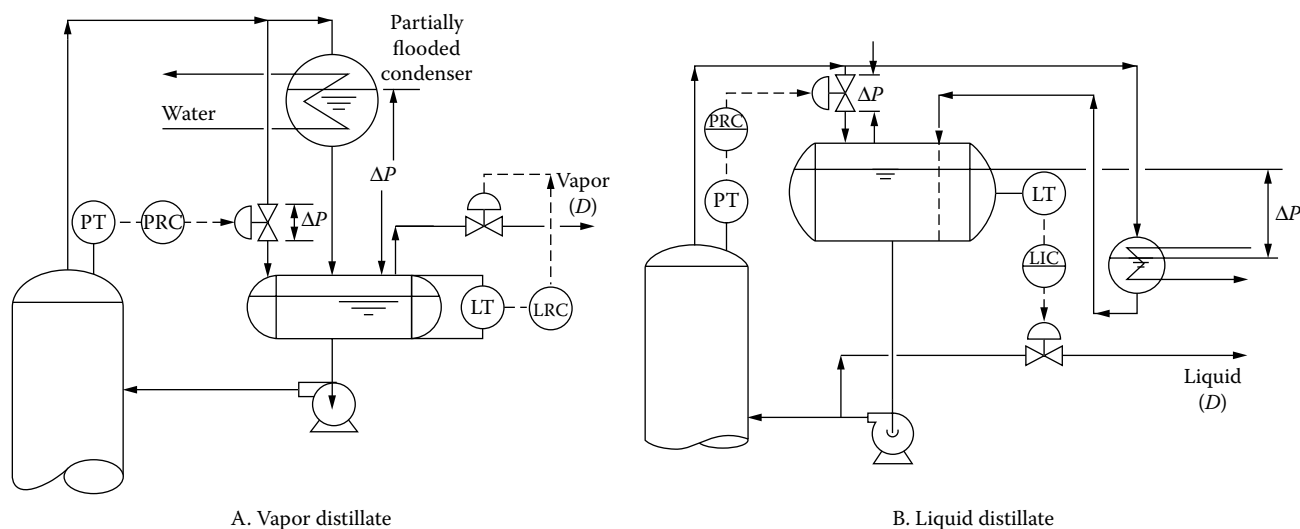 Partially
flooded
condenser
Water
ΔP
Vapor
(D)
PT
PRC
ΔP
LT
LRC
A. Vapor distillate
ΔP
PRC
PT
LT
ΔP
LIC
Liquid
(D)
B. Liquid distillate